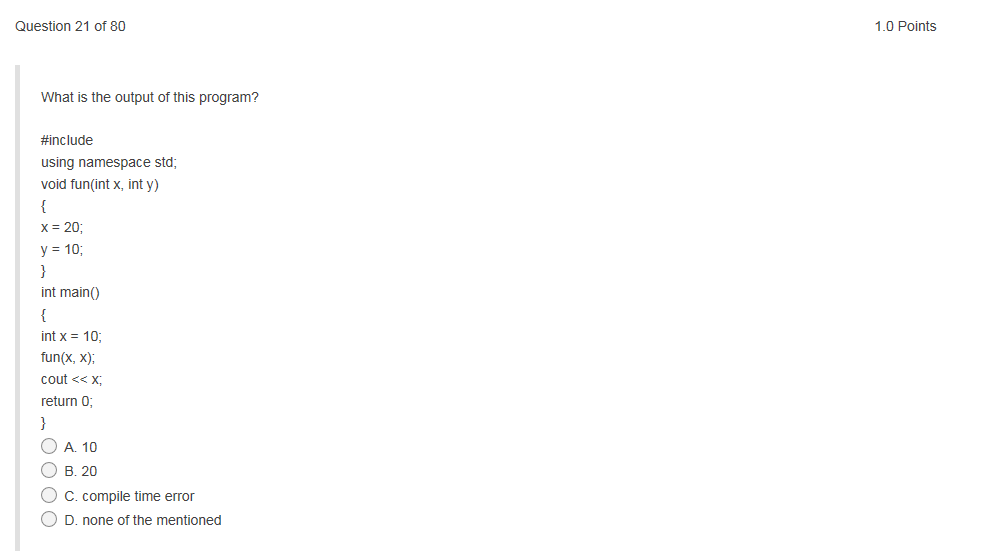 Question 21 of 80
1.0 Points
What is the output of this program?
#include
using namespace std;
void fun(int x, int y)
{
x = 20;
y = 10;
}
int main()
{
int x = 10;
fun(x, x);
cout << x;
return 0;
}
A. 10
B. 20
C. compile time error
D. none of the mentioned